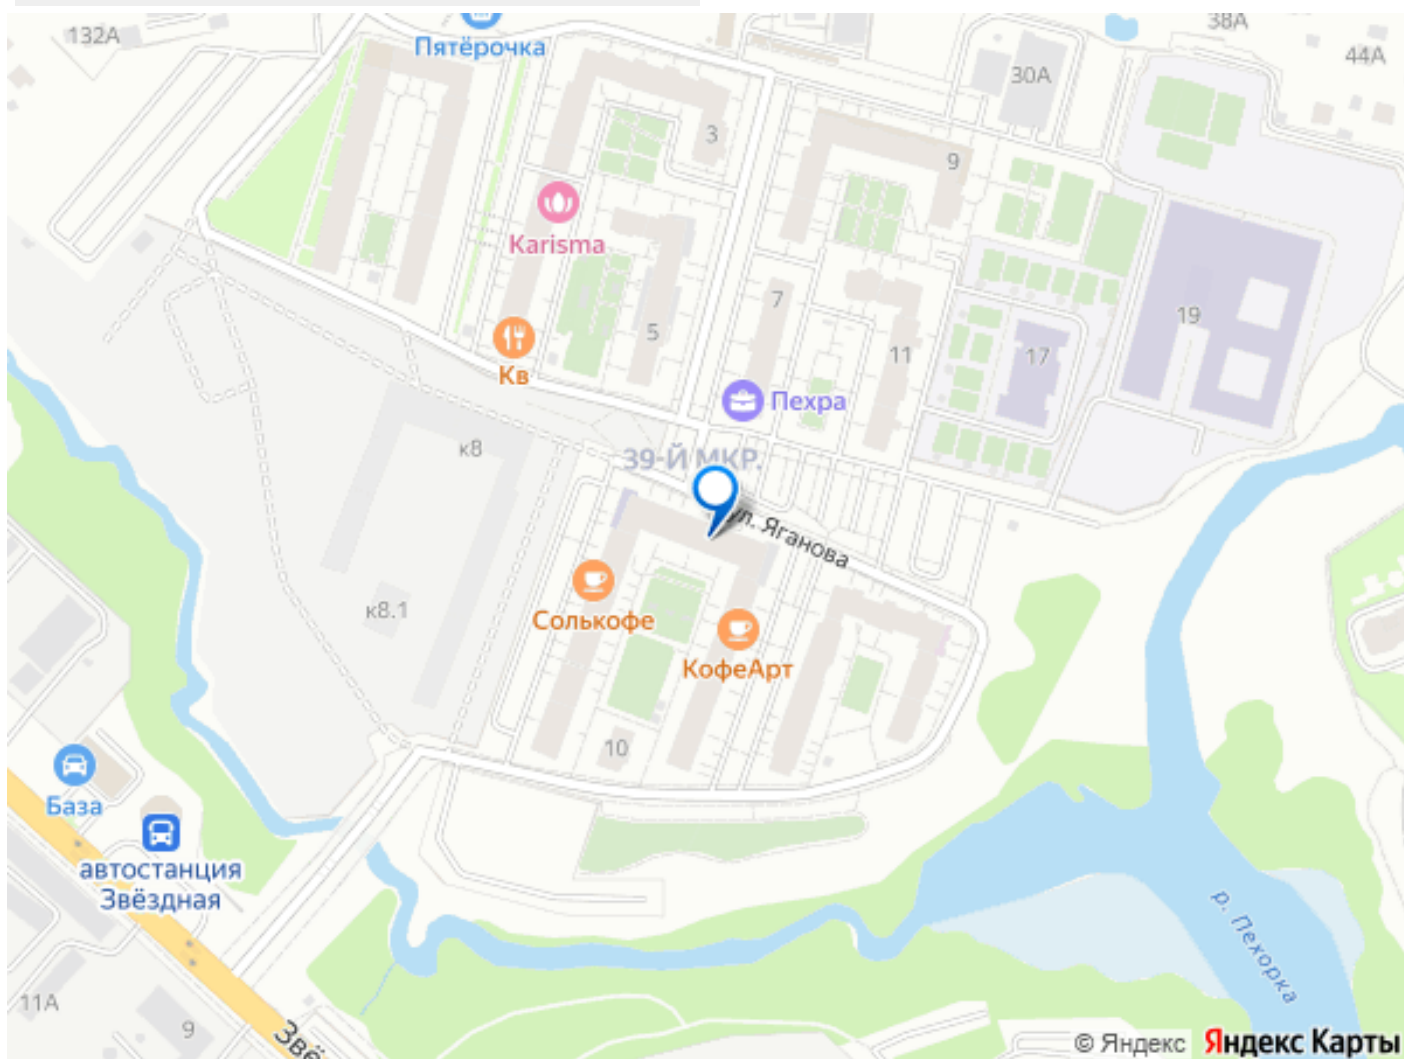 132А
Пятёрочка
38А
44А
30А
3
9
Karisma
7
5
19
11
17
Кв
Пехра
39-Й МКР.
к8
ул. Яганова
Солькофе
к8.1
КофеАрт
10
База
автостанция
Звёздная
р. Пехорка
11А
9
Звё
© Яндекс
Яндекс Карты